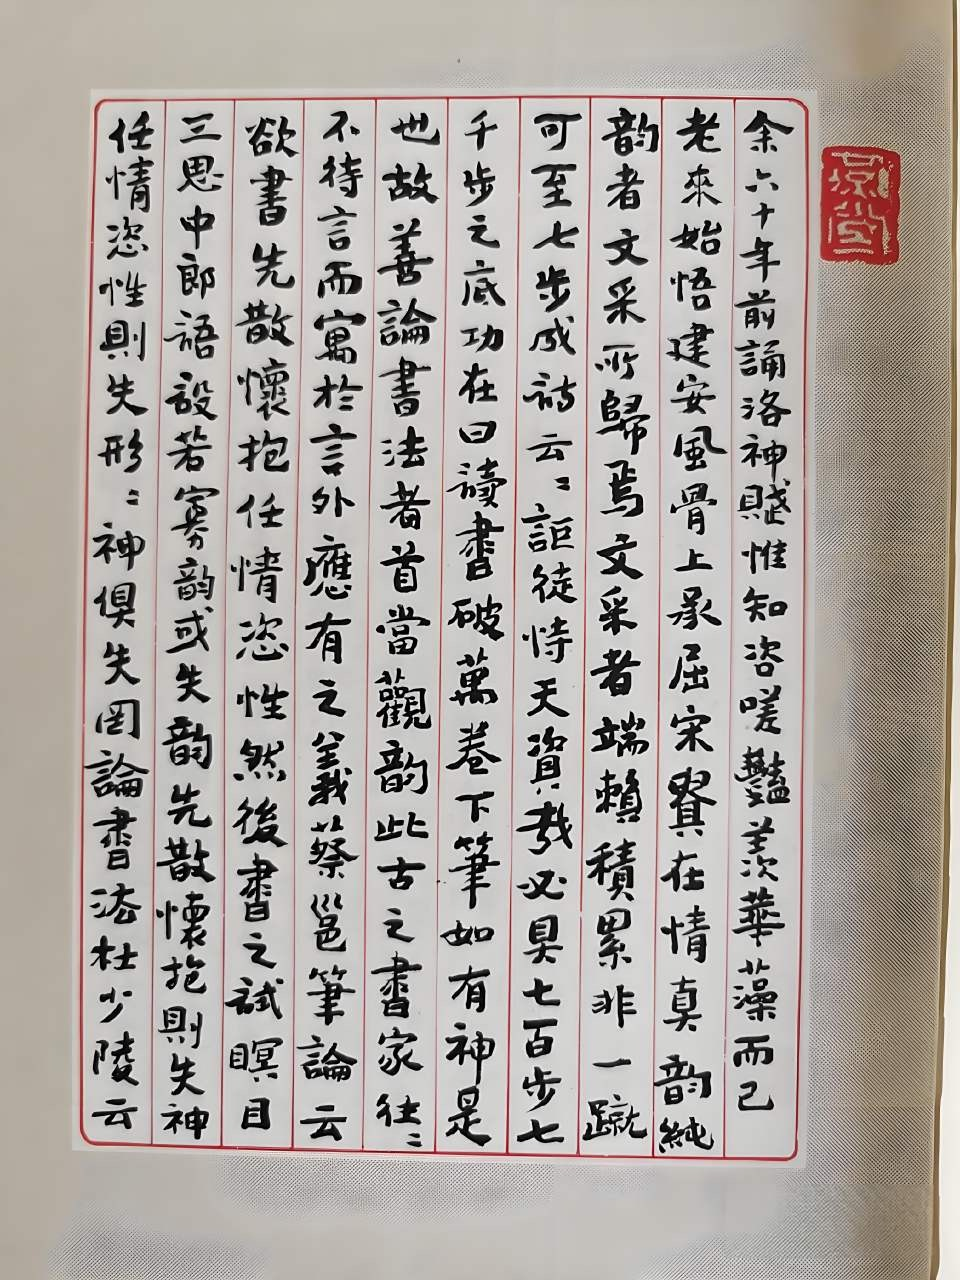 余六十年前誦洛神賦惟知咨嗟豔羨華藻而已
老來始悟建安風骨上承屈宋賽在情真韵純
韵者文采所歸焉文采者端賴積累非一蹴
可至七步成詩云〻詎徒恃天資哉必具七百步七
千步之底功在曰讀書破萬卷下筆如有神是
也故善論書法者首當觀韵此古之書家往〻
不待言而寓於言外應有之義蔡邕筆論云
欲書先散懷抱任情恣性然後書之試瞑目
三思中郎語設若寡韵或失韵先散懷抱則失神
任情恣性則失形〻神俱失罔論書法杜少陵云